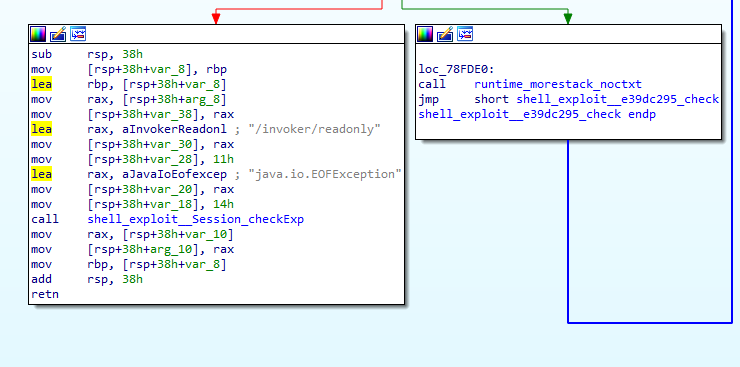 sub rsp, 38h
mov [rsp+38h+var_8], rbp
lea rbp, [rsp+38h+var_8]
mov rax, [rsp+38h+arg_8]
mov [rsp+38h+var_38], rax
lea rax, aInvokerReadonl ; "/invoker/readonly"
mov [rsp+38h+var_30], rax
mov [rsp+38h+var_28], 11h
lea rax, aJavaIoEofexcep ; "java.io.EOFException"
mov [rsp+38h+var_20], rax
mov [rsp+38h+var_18], 14h
call shell_exploit__Session_checkExp
mov rax, [rsp+38h+var_10]
mov [rsp+38h+arg_10], rax
mov rbp, [rsp+38h+var_8]
add rsp, 38h
retn
loc_78FDE0:
call runtime_morestack_noctxt
jmp short shell_exploit__e39dc295_check
shell_exploit__e39dc295_check endp